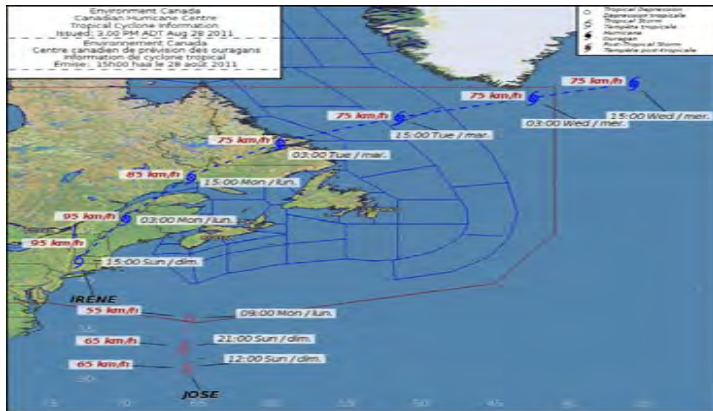 Environment Canada
Canadian Hurricane Centre
Tropical Cyclone Information
Issued: 3.00 PM ADT Aug 28 2011
Environnement Canada
Centre canadien de prévision des ouragans
Information de cyclone tropical
Émise: 15h00 haa le 28 août 2011
Tropical Depression
Dépression tropicale
Tropical Storm
Tempête tropicale
Hurricane
Ouragan
Post-Tropical Storm
Tempête post-tropicale
75 km/h
15:00 Wed / mer.
75 km/h
03:00 Wed / mer.
75 km/h
15:00 Tue / mar.
75 km/h
03:00 Tue / mar.
85 km/h
15:00 Mon / lun.
95 km/h
03:00 Mon / lun.
95 km/h
15:00 Sun / dim.
IRENE
55 km/h
09:00 Mon / lun.
65 km/h
21:00 Sun / dim.
65 km/h
12:00 Sun / dim.
JOSE